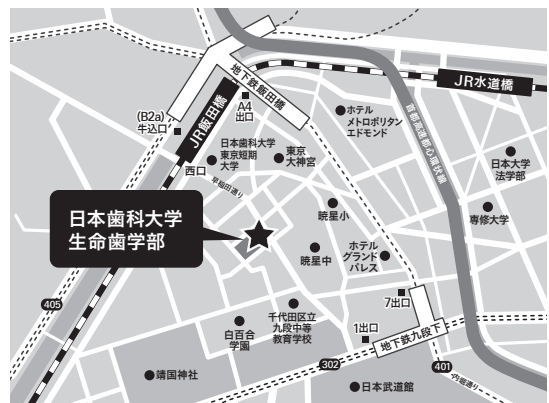 地下鉄飯田橋
JR水道橋
JR飯田橋
A4
出口
(B2a)
牛込口
ホテル
メトロポリタン
エドモンド
首都高速都心環状線
日本歯科大学
東京短期
大学
東京
大神宮
日本大学
法学部
西口
早稲田通り
暁星小
専修大学
日本歯科大学
生命歯学部
暁星中
ホテル
グランド
パレス
405
7出口
千代田区立
九段中等
教育学校
白百合
学園
1出口
地下鉄九段下
302
401
内堀通り
靖国神社
日本武道館